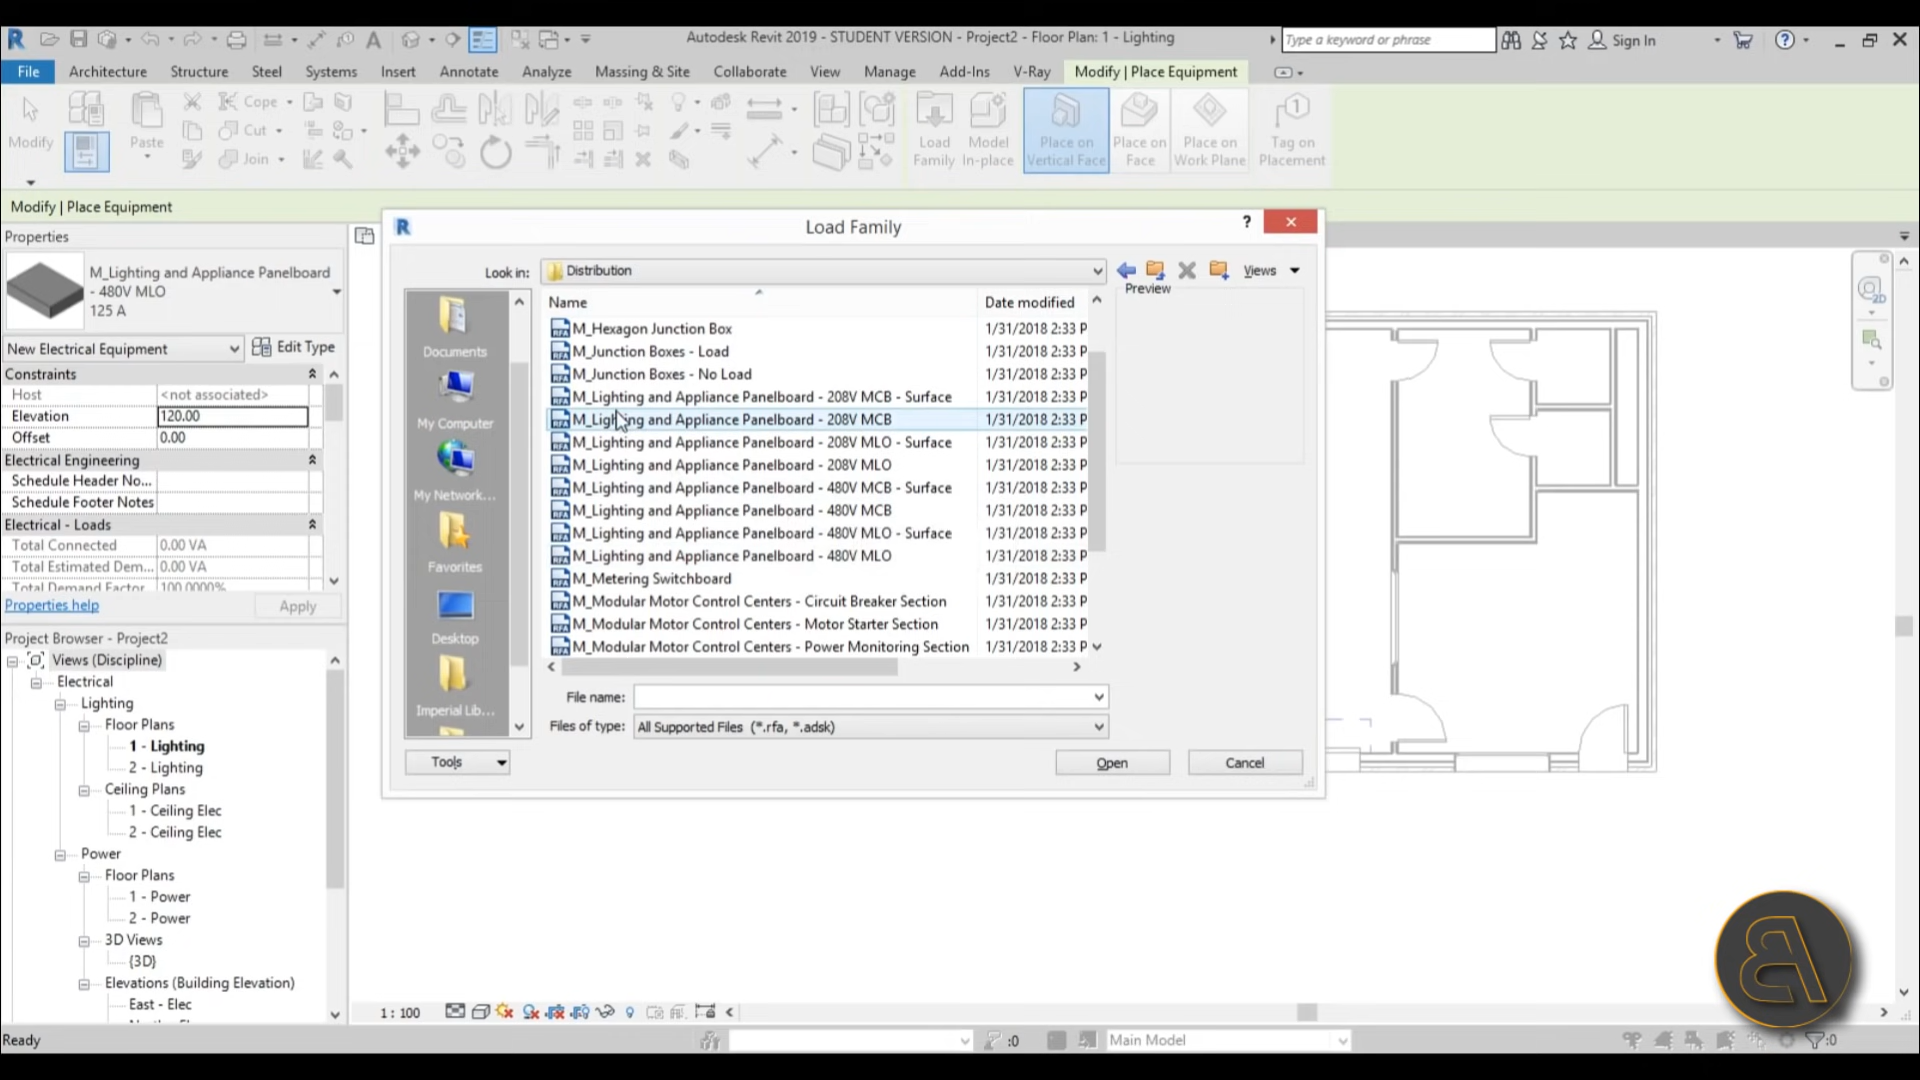 Autodesk Revit 2019 - STUDENT VERSION - Project2 - Floor Plan: 1 - Lighting
Type a keyword or phrase
Sign In
File Architecture Structure Steel Systems Insert Annotate Analyze Massing & Site Collaborate View Manage Add-Ins V-Ray Modify | Place Equipment
Modify
Paste
Cope
Cut
Join
Load Family
Model In-place
Place on Vertical Face
Place on Face
Place on Work Plane
Tag on Placement
Modify | Place Equipment
Properties
M_Lighting and Appliance Panelboard - 480V MLO
125 A
New Electrical Equipment
Edit Type
Constraints
Host <not associated>
Elevation 120.00
Offset 0.00
Electrical Engineering
Schedule Header No...
Schedule Footer Notes
Electrical - Loads
Total Connected 0.00 VA
Total Estimated Dem... 0.00 VA
Total Demand Factor 100.0000%
Properties help
Apply
Project Browser - Project2
Views (Discipline)
Electrical
Lighting
Floor Plans
1 - Lighting
2 - Lighting
Ceiling Plans
1 - Ceiling Elec
2 - Ceiling Elec
Power
Floor Plans
1 - Power
2 - Power
3D Views
{3D}
Elevations (Building Elevation)
East - Elec
Load Family
?
Look in: Distribution
Views
Preview
Documents
My Computer
My Network...
Favorites
Desktop
Imperial Lib...
Name Date modified
M_Hexagon Junction Box 1/31/2018 2:33 P
M_Junction Boxes - Load 1/31/2018 2:33 P
M_Junction Boxes - No Load 1/31/2018 2:33 P
M_Lighting and Appliance Panelboard - 208V MCB - Surface 1/31/2018 2:33 P
M_Lighting and Appliance Panelboard - 208V MCB 1/31/2018 2:33 P
M_Lighting and Appliance Panelboard - 208V MLO - Surface 1/31/2018 2:33 P
M_Lighting and Appliance Panelboard - 208V MLO 1/31/2018 2:33 P
M_Lighting and Appliance Panelboard - 480V MCB - Surface 1/31/2018 2:33 P
M_Lighting and Appliance Panelboard - 480V MCB 1/31/2018 2:33 P
M_Lighting and Appliance Panelboard - 480V MLO - Surface 1/31/2018 2:33 P
M_Lighting and Appliance Panelboard - 480V MLO 1/31/2018 2:33 P
M_Metering Switchboard 1/31/2018 2:33 P
M_Modular Motor Control Centers - Circuit Breaker Section 1/31/2018 2:33 P
M_Modular Motor Control Centers - Motor Starter Section 1/31/2018 2:33 P
M_Modular Motor Control Centers - Power Monitoring Section 1/31/2018 2:33 P
File name:
Files of type: All Supported Files (*.rfa, *.adsk)
Tools
Open
Cancel
1 : 100
Ready
:0
Main Model
:0